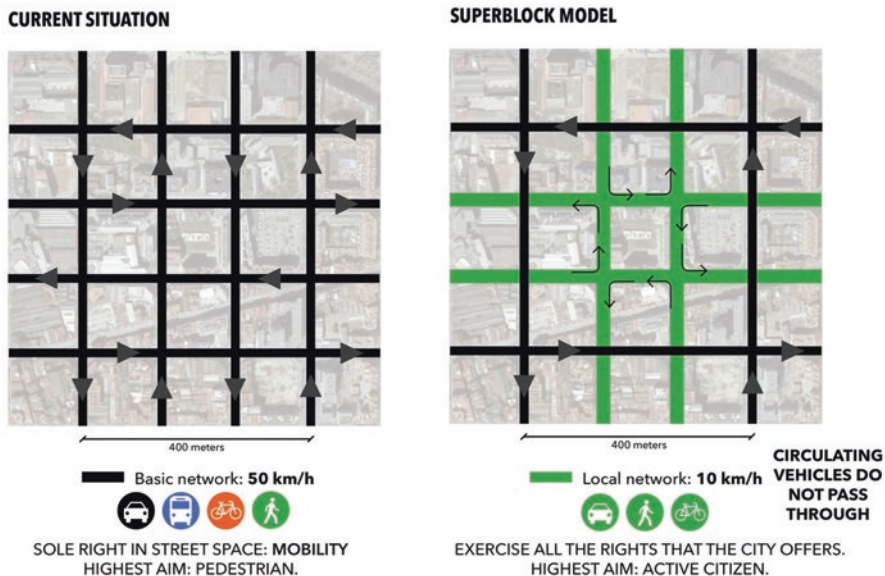 CURRENT SITUATION
400 meters
Basic network: 50 km/h
SOLE RIGHT IN STREET SPACE: MOBILITY
HIGHEST AIM: PEDESTRIAN.
SUPERBLOCK MODEL
400 meters
Local network: 10 km/h
CIRCULATING
VEHICLES DO
NOT PASS
THROUGH
EXERCISE ALL THE RIGHTS THAT THE CITY OFFERS.
HIGHEST AIM: ACTIVE CITIZEN.